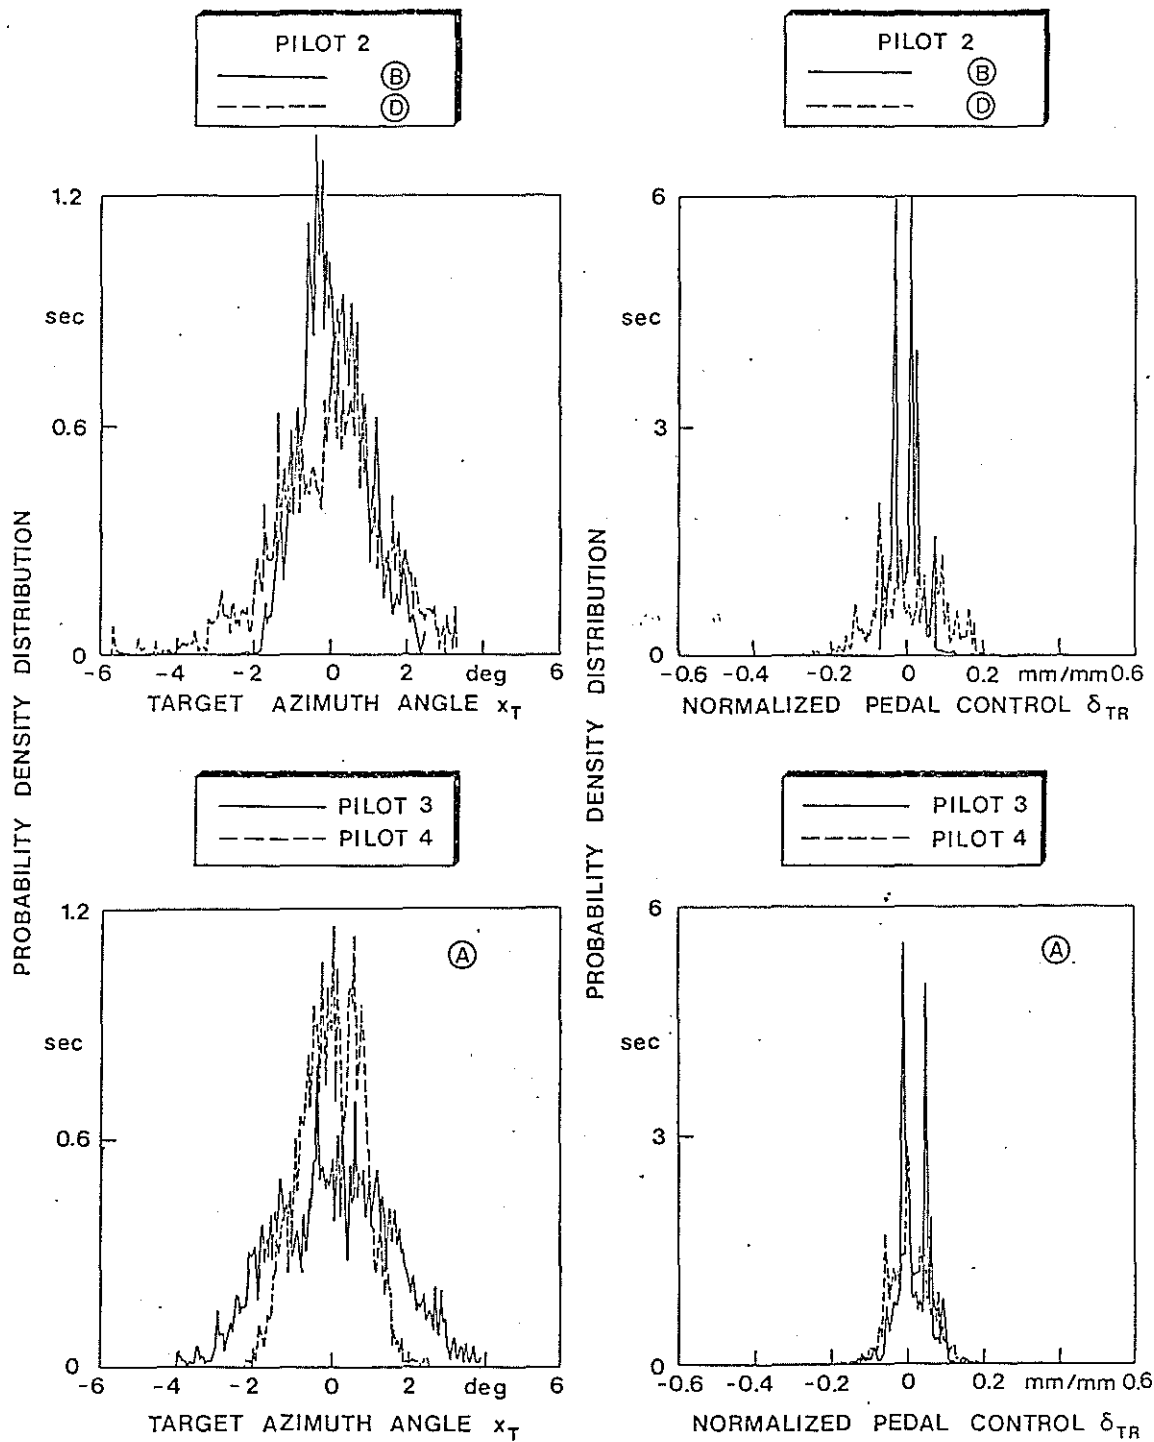 PILOT 2
B
D
1.2
sec
0.6
0
-6 -4 -2 0 2 deg 6
TARGET AZIMUTH ANGLE xT
PILOT 2
B
D
6
sec
3
0
-0.6 -0.4 -0.2 0 0.2 mm/mm 0.6
NORMALIZED PEDAL CONTROL δTR
PROBABILITY DENSITY DISTRIBUTION
PROBABILITY DENSITY DISTRIBUTION
PILOT 3
PILOT 4
1.2
A
sec
0.6
0
-6 -4 -2 0 2 deg 6
TARGET AZIMUTH ANGLE xT
PILOT 3
PILOT 4
6
A
sec
3
0
-0.6 -0.4 -0.2 0 0.2 mm/mm 0.6
NORMALIZED PEDAL CONTROL δTR